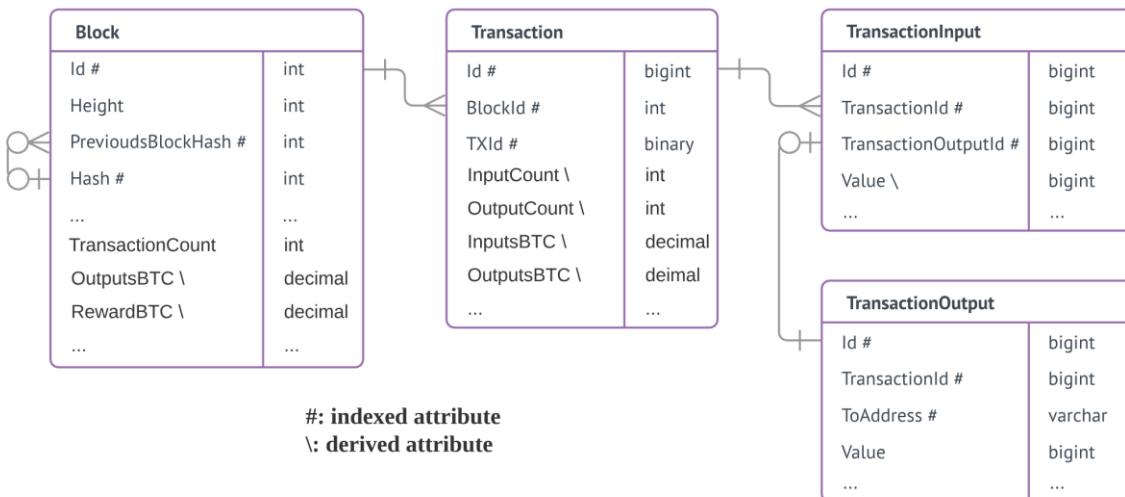 Block
Id # int
Height int
PrevioudsBlockHash # int
Hash # int
... ...
TransactionCount int
OutputsBTC \ decimal
RewardBTC \ decimal
... ...
Transaction
Id # bigint
BlockId # int
TXId # binary
InputCount \ int
OutputCount \ int
InputsBTC \ decimal
OutputsBTC \ deimal
... ...
TransactionInput
Id # bigint
TransactionId # bigint
TransactionOutputId # bigint
Value \ bigint
... ...
TransactionOutput
Id # bigint
TransactionId # bigint
ToAddress # varchar
Value bigint
... ...
#: indexed attribute
\: derived attribute